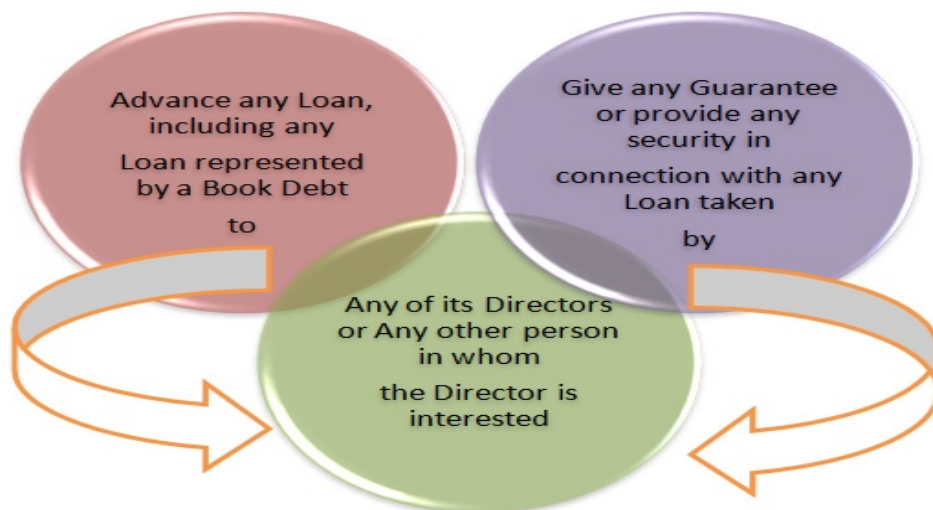 Advance any Loan,
including any
Loan represented
by a Book Debt
to
Give any Guarantee
or provide any
security in
connection with any
Loan taken
by
Any of its Directors
or Any other person
in whom
the Director is
interested